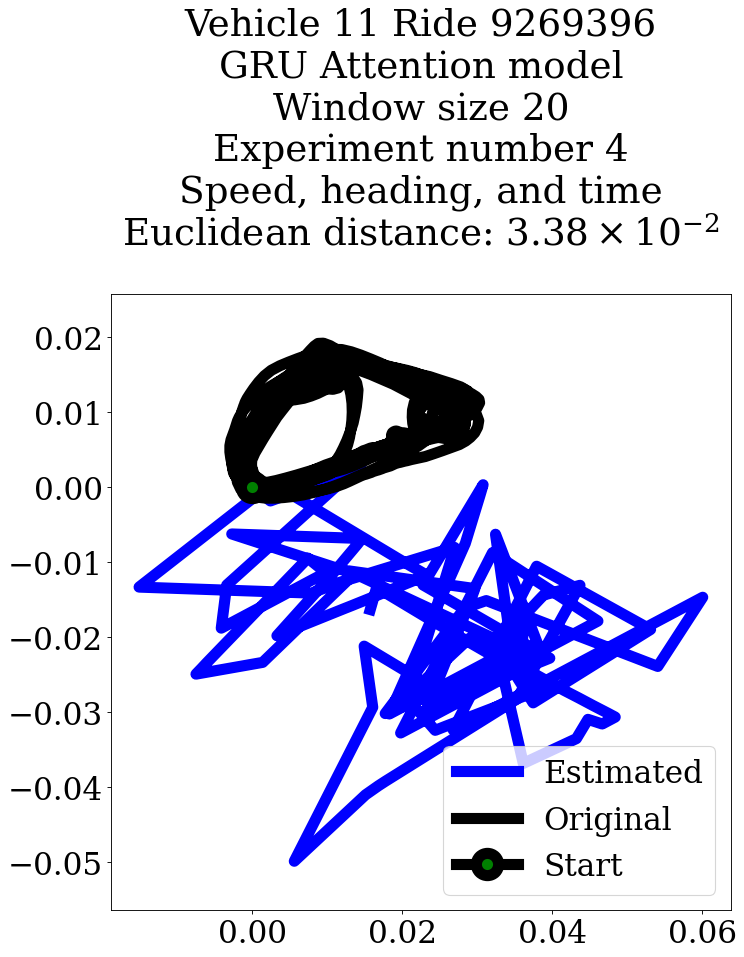 Vehicle 11 Ride 9269396
GRU Attention model
Window size 20
Experiment number 4
Speed, heading, and time
Euclidean distance: 3.38 × 10⁻²
0.02
0.01
0.00
−0.01
−0.02
−0.03
−0.04
−0.05
Estimated
Original
Start
0.00 0.02 0.04 0.06